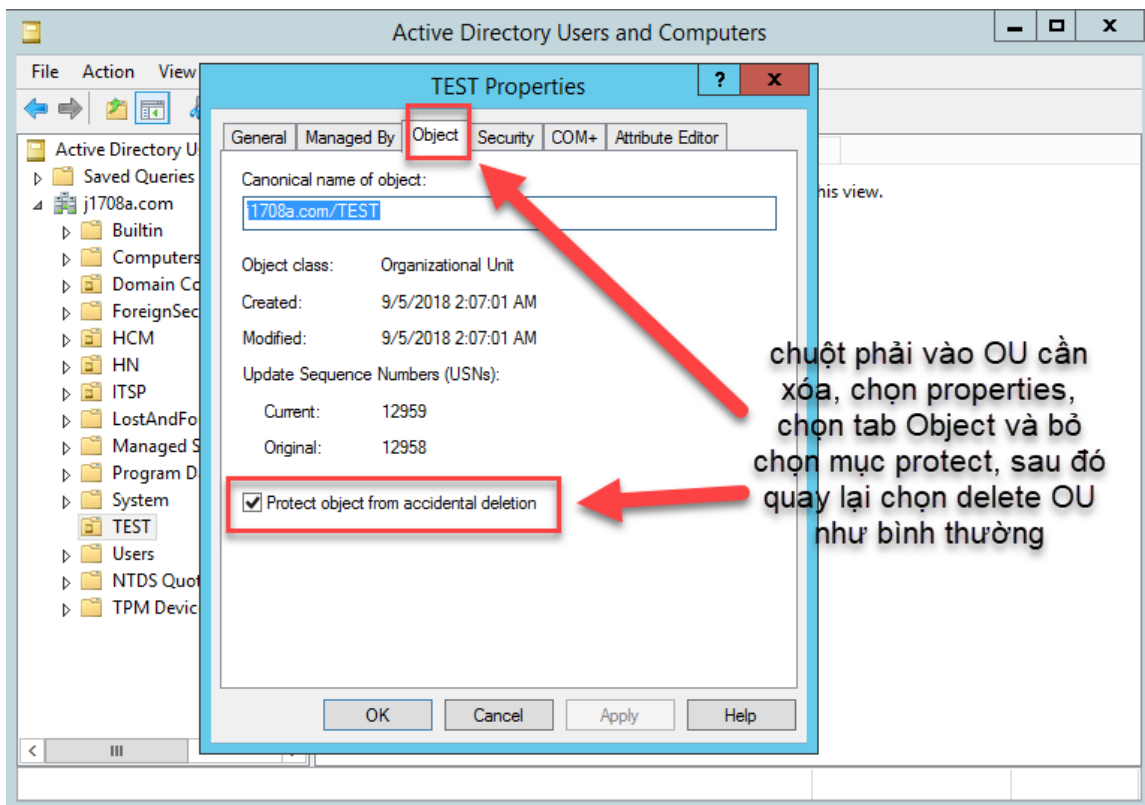 Active Directory Users and Computers
File Action View
TEST Properties
General Managed By Object Security COM+ Attribute Editor
Active Directory U
Saved Queries
j1708a.com
Builtin
Computers
Domain Co
ForeignSec
HCM
HN
ITSP
LostAndFo
Managed S
Program D
System
TEST
Users
NTDS Quot
TPM Devic
Canonical name of object:
j1708a.com/TEST
Object class: Organizational Unit
Created: 9/5/2018 2:07:01 AM
Modified: 9/5/2018 2:07:01 AM
Update Sequence Numbers (USNs):
Current: 12959
Original: 12958
Protect object from accidental deletion
OK Cancel Apply Help
his view.
chuột phải vào OU cần
xóa, chọn properties,
chọn tab Object và bỏ
chọn mục protect, sau đó
quay lại chọn delete OU
như bình thường